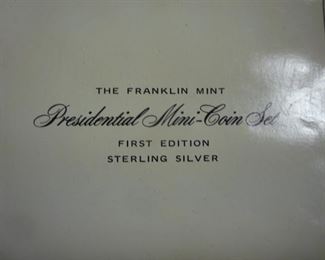 THE FRANKLIN MINT
Presidential Mini-Coin Set
FIRST EDITION
STERLING SILVER